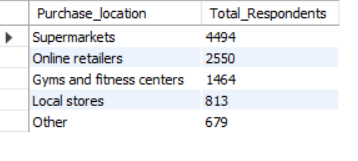 Purchase_location Total_Respondents
Supermarkets 4494
Online retailers 2550
Gyms and fitness centers 1464
Local stores 813
Other 679